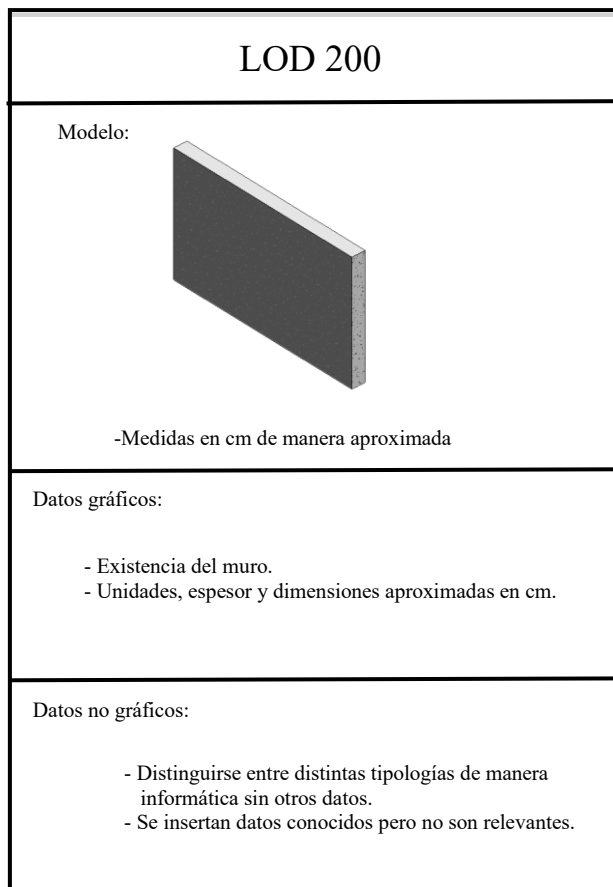 LOD 200
Modelo:
-Medidas en cm de manera aproximada
Datos gráficos:
- Existencia del muro.
- Unidades, espesor y dimensiones aproximadas en cm.
Datos no gráficos:
- Distinguirse entre distintas tipologías de manera
informática sin otros datos.
- Se insertan datos conocidos pero no son relevantes.